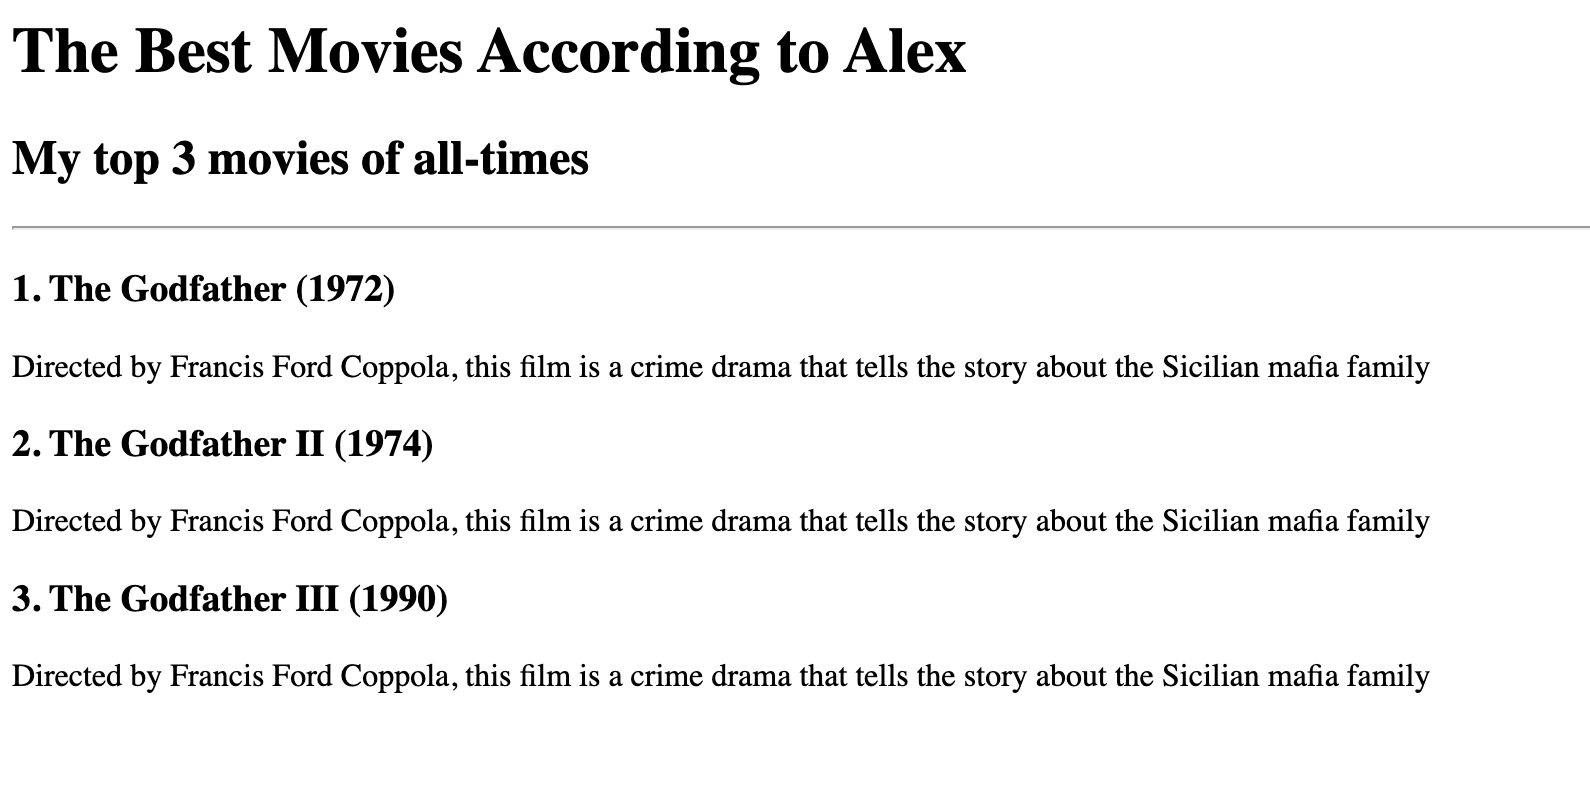 The Best Movies According to Alex
My top 3 movies of all-times
1. The Godfather (1972)
Directed by Francis Ford Coppola, this film is a crime drama that tells the story about the Sicilian mafia family
2. The Godfather II (1974)
Directed by Francis Ford Coppola, this film is a crime drama that tells the story about the Sicilian mafia family
3. The Godfather III (1990)
Directed by Francis Ford Coppola, this film is a crime drama that tells the story about the Sicilian mafia family